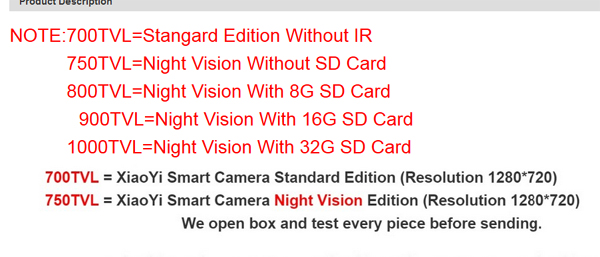 Product Description
NOTE:700TVL=Stangard Edition Without IR
750TVL=Night Vision Without SD Card
800TVL=Night Vision With 8G SD Card
900TVL=Night Vision With 16G SD Card
1000TVL=Night Vision With 32G SD Card
700TVL = XiaoYi Smart Camera Standard Edition (Resolution 1280*720)
750TVL = XiaoYi Smart Camera Night Vision Edition (Resolution 1280*720)
We open box and test every piece before sending.